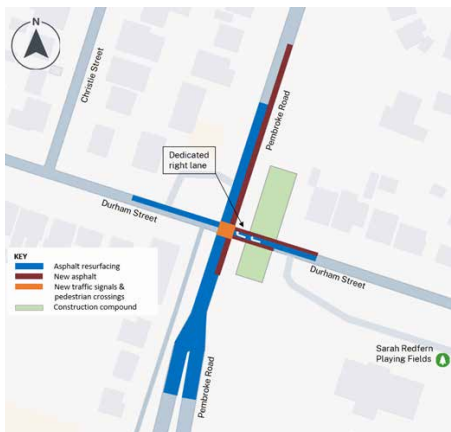 N
Christie Street
Pembroke Road
Dedicated
right lane
Durham Street
KEY
Asphalt resurfacing
New asphalt
New traffic signals &
pedestrian crossings
Construction compound
Durham Street
Sarah Redfern
Playing Fields
Pembroke Road